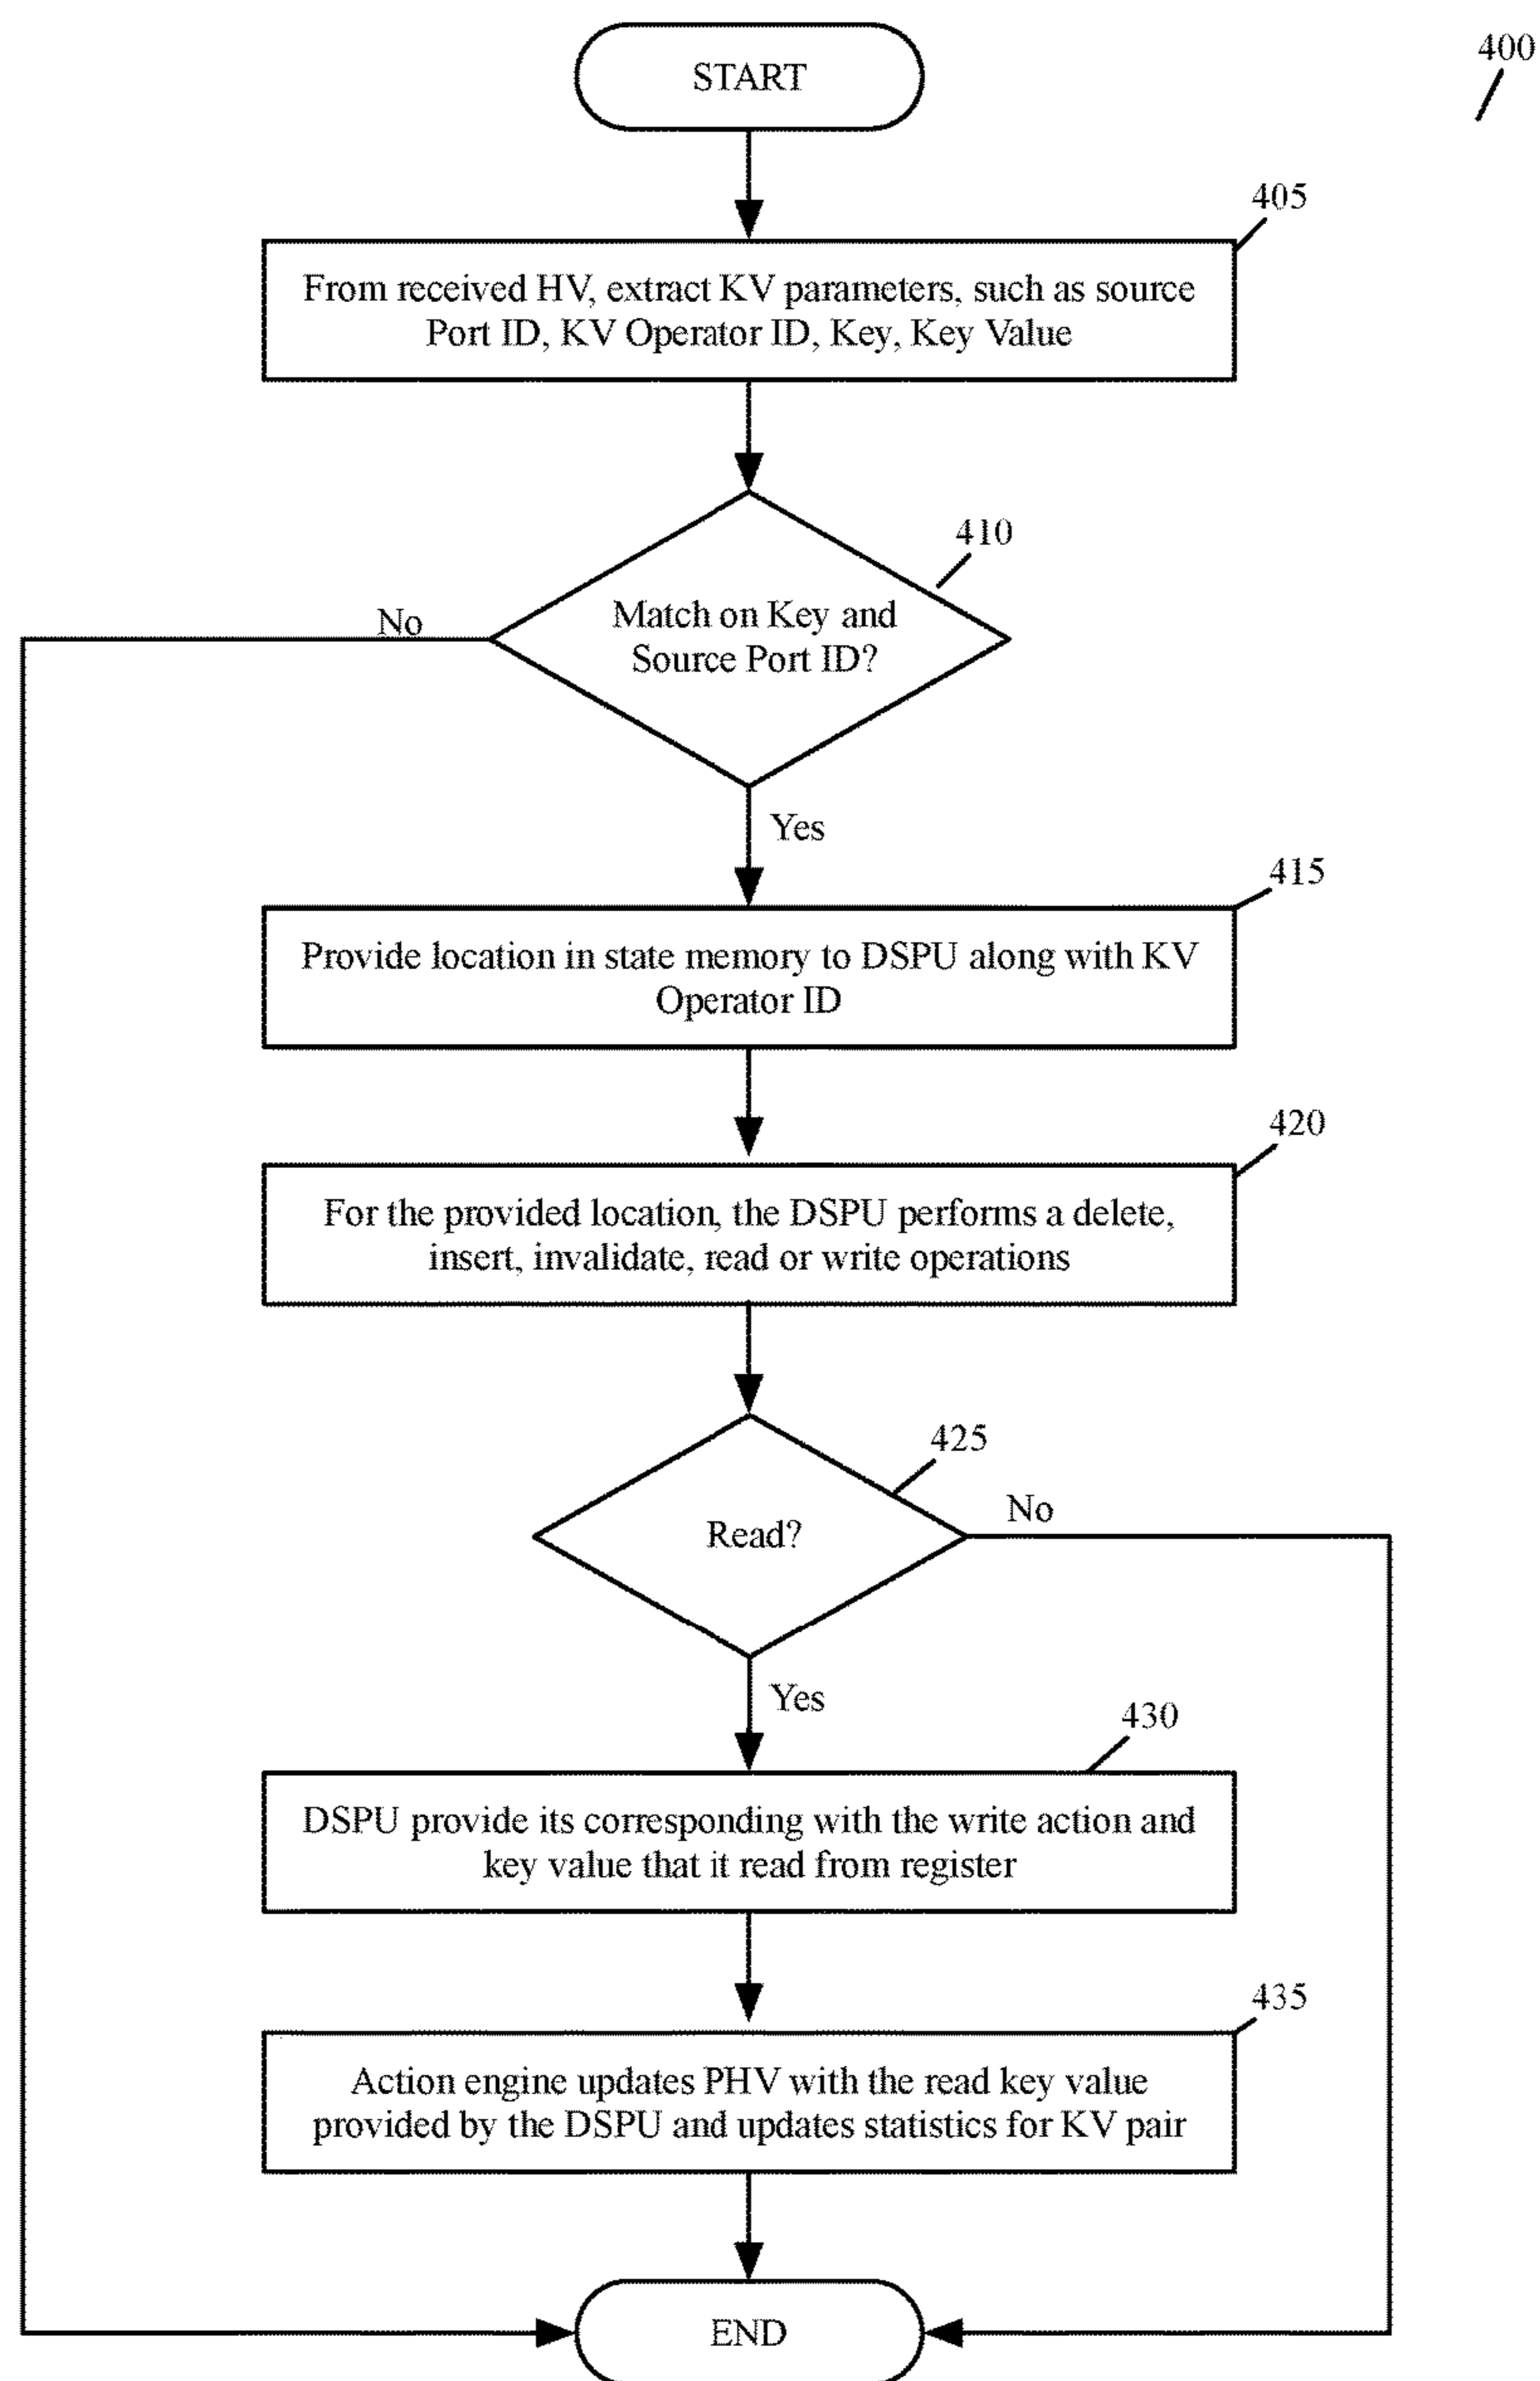 START
400
405
From received HV, extract KV parameters, such as source
Port ID, KV Operator ID, Key, Key Value
410
Match on Key and
Source Port ID?
No
Yes
415
Provide location in state memory to DSPU along with KV
Operator ID
420
For the provided location, the DSPU performs a delete,
insert, invalidate, read or write operations
425
Read?
No
Yes
430
DSPU provide its corresponding with the write action and
key value that it read from register
435
Action engine updates PHV with the read key value
provided by the DSPU and updates statistics for KV pair
END